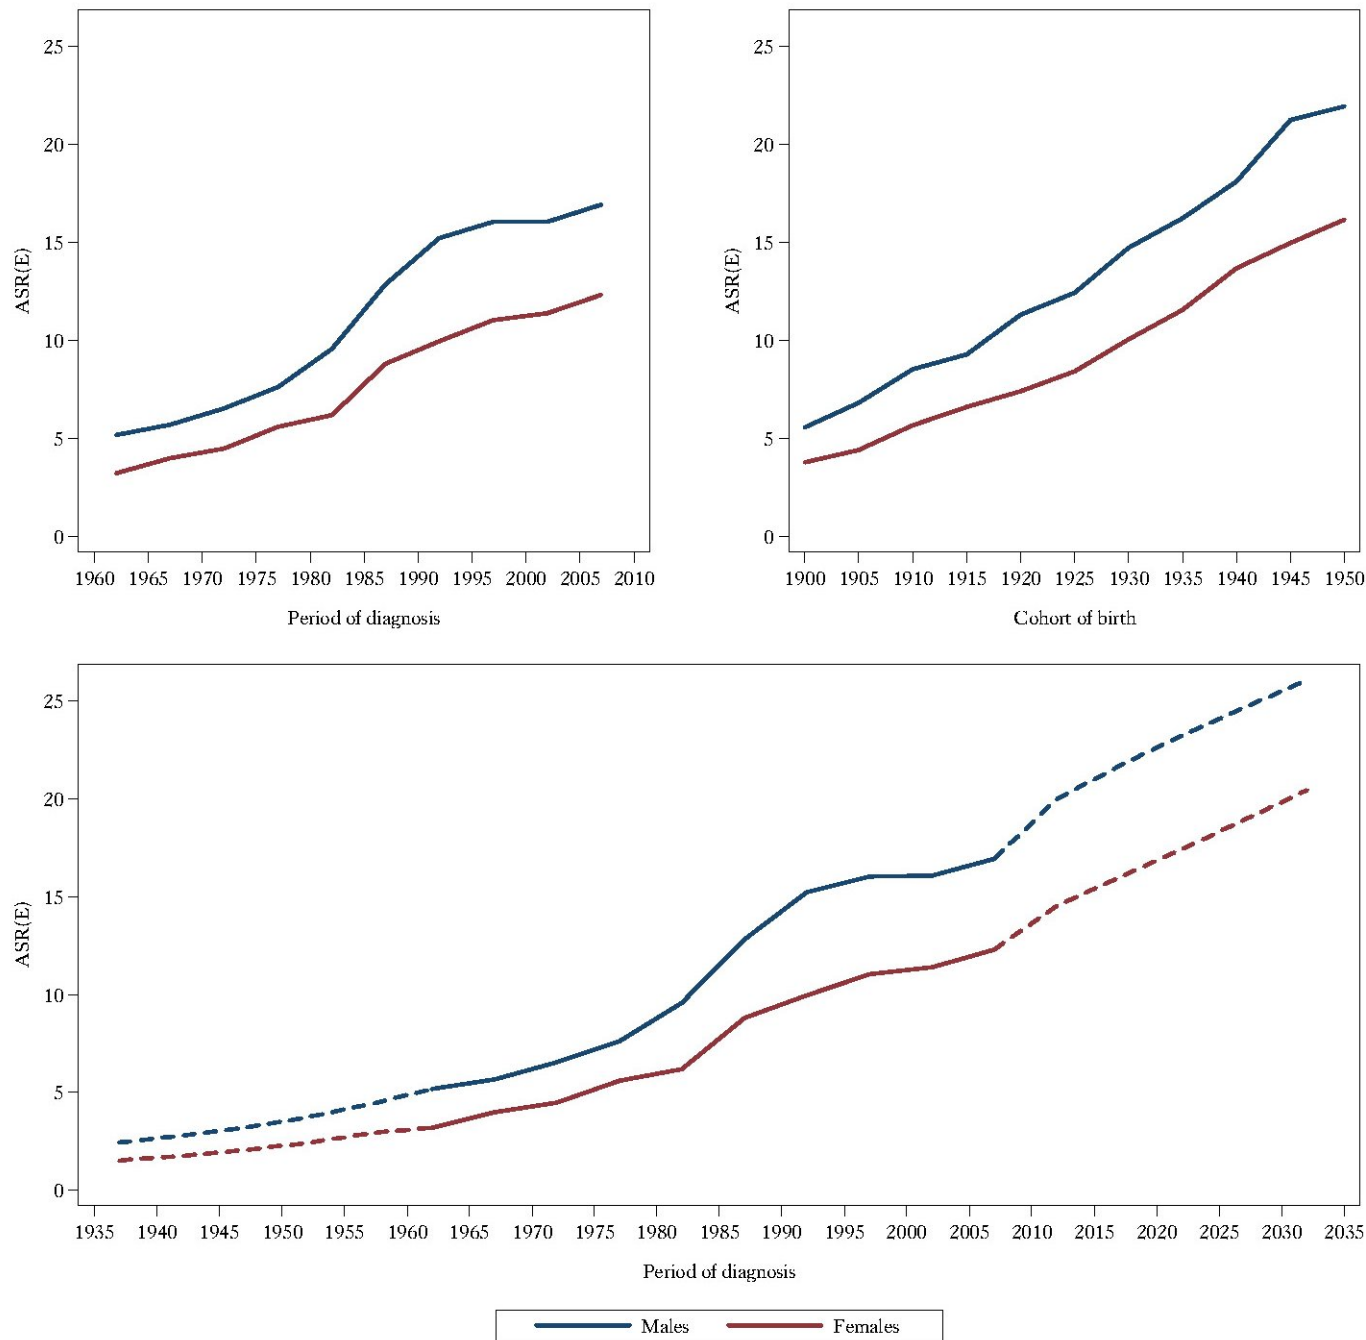 25
20
15
10
5
0
ASR(E)
1960 1965 1970 1975 1980 1985 1990 1995 2000 2005 2010
Period of diagnosis
25
20
15
10
5
0
ASR(E)
1900 1905 1910 1915 1920 1925 1930 1935 1940 1945 1950
Cohort of birth
25
20
15
10
5
0
ASR(E)
1935 1940 1945 1950 1955 1960 1965 1970 1975 1980 1985 1990 1995 2000 2005 2010 2015 2020 2025 2030 2035
Period of diagnosis
Males Females